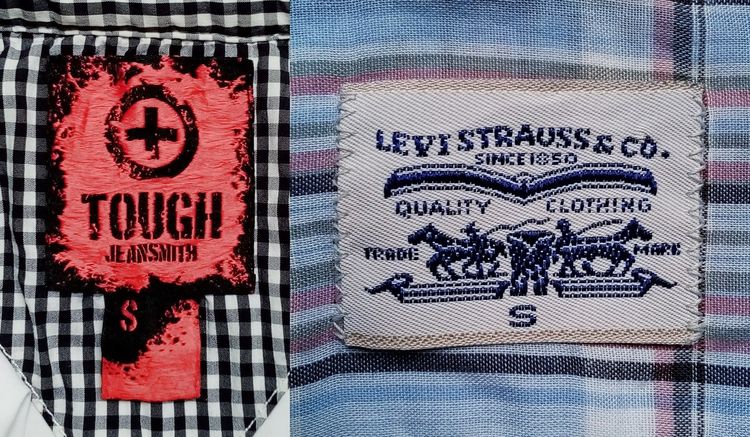 TOUGH
JEANSMITH
S
LEVI STRAUSS & CO.
SINCE 1850
QUALITY CLOTHING
TRADE MARK
S